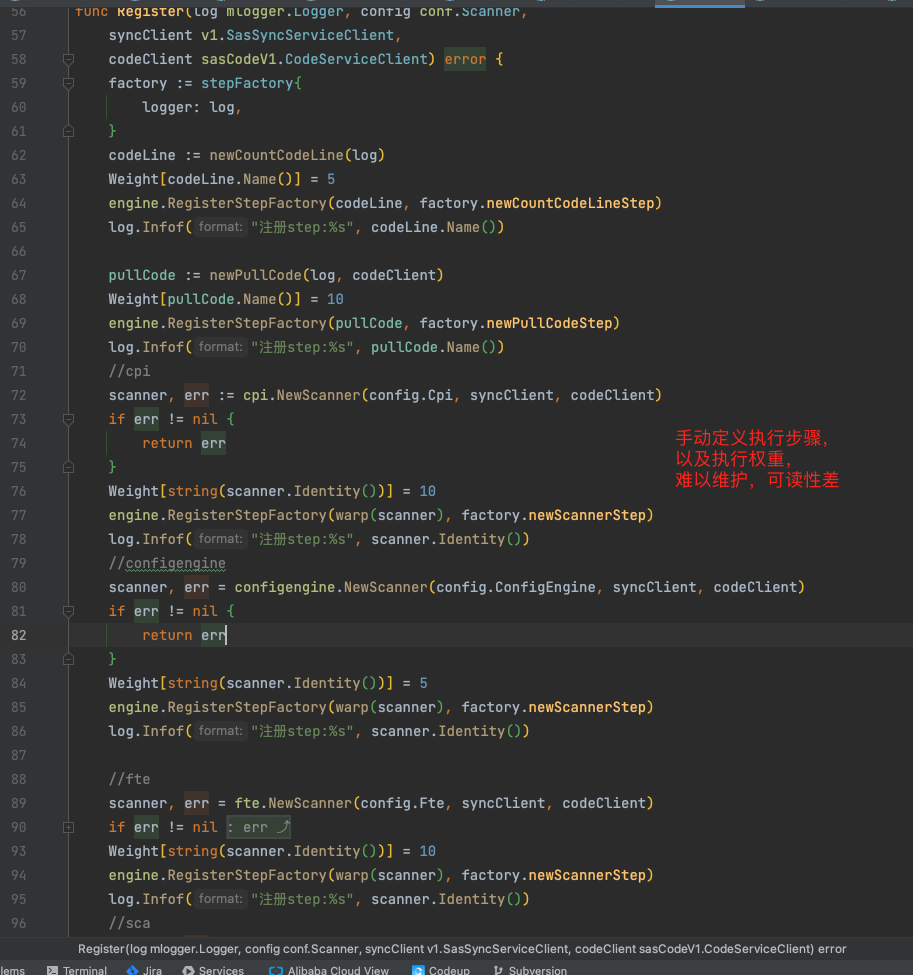 56 func Register(log mlogger.Logger, config conf.Scanner,
57 syncClient v1.SasSyncServiceClient,
58 codeClient sasCodeV1.CodeServiceClient) error {
59 factory := stepFactory{
60 logger: log,
61 }
62 codeLine := newCountCodeLine(log)
63 Weight[codeLine.Name()] = 5
64 engine.RegisterStepFactory(codeLine, factory.newCountCodeLineStep)
65 log.Infof( format: "注册step:%s", codeLine.Name())
66
67 pullCode := newPullCode(log, codeClient)
68 Weight[pullCode.Name()] = 10
69 engine.RegisterStepFactory(pullCode, factory.newPullCodeStep)
70 log.Infof( format: "注册step:%s", pullCode.Name())
71 //cpi
72 scanner, err := cpi.NewScanner(config.Cpi, syncClient, codeClient)
73 if err != nil {
74 return err
75 }
76 Weight[string(scanner.Identity())] = 10
77 engine.RegisterStepFactory(warp(scanner), factory.newScannerStep)
78 log.Infof( format: "注册step:%s", scanner.Identity())
79 //configengine
80 scanner, err = configengine.NewScanner(config.ConfigEngine, syncClient, codeClient)
81 if err != nil {
82 return err
83 }
84 Weight[string(scanner.Identity())] = 5
85 engine.RegisterStepFactory(warp(scanner), factory.newScannerStep)
86 log.Infof( format: "注册step:%s", scanner.Identity())
87
88 //fte
89 scanner, err = fte.NewScanner(config.Fte, syncClient, codeClient)
90 if err != nil : err
93 Weight[string(scanner.Identity())] = 10
94 engine.RegisterStepFactory(warp(scanner), factory.newScannerStep)
95 log.Infof( format: "注册step:%s", scanner.Identity())
96 //sca
手动定义执行步骤，
以及执行权重，
难以维护，可读性差
Register(log mlogger.Logger, config conf.Scanner, syncClient v1.SasSyncServiceClient, codeClient sasCodeV1.CodeServiceClient) error
lems Terminal Jira Services Alibaba Cloud View Codeup Subversion